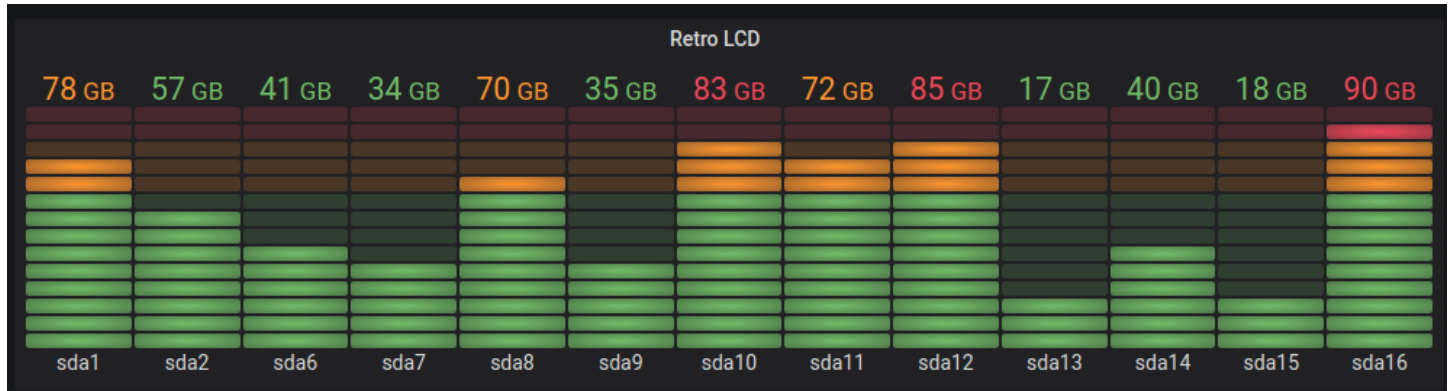 Retro LCD
78 GB 57 GB 41 GB 34 GB 70 GB 35 GB 83 GB 72 GB 85 GB 17 GB 40 GB 18 GB 90 GB
sda1 sda2 sda6 sda7 sda8 sda9 sda10 sda11 sda12 sda13 sda14 sda15 sda16